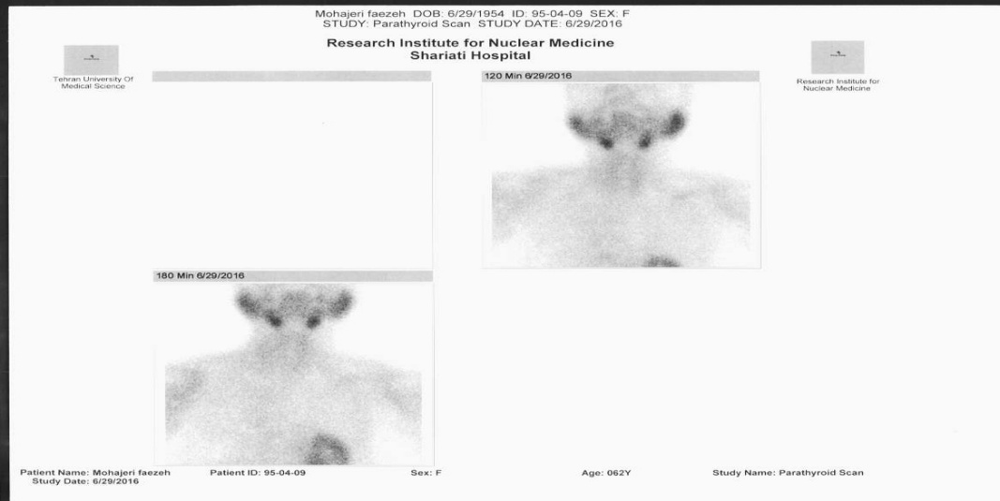 Mohajeri faezeh DOB: 6/29/1954 ID: 95-04-09 SEX: F
STUDY: Parathyroid Scan STUDY DATE: 6/29/2016
Research Institute for Nuclear Medicine
Shariati Hospital
Tehran University Of
Medical Science
Research Institute for
Nuclear Medicine
120 Min 6/29/2016
180 Min 6/29/2016
Patient Name: Mohajeri faezeh Patient ID: 95-04-09 Sex: F Age: 062Y Study Name: Parathyroid Scan
Study Date: 6/29/2016